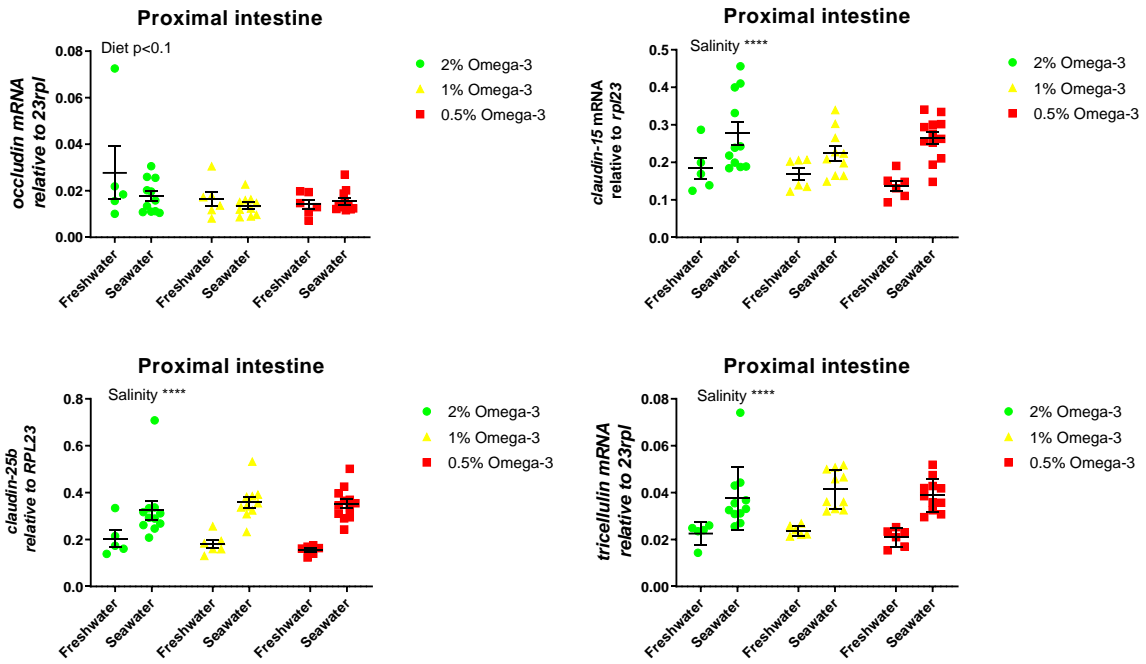 Proximal intestine
Diet p<0.1
occludin mRNA
relative to 23rpl
0.08
0.06
0.04
0.02
0.00
Freshwater
Seawater
Freshwater
Seawater
Freshwater
Seawater
2% Omega-3
1% Omega-3
0.5% Omega-3
Proximal intestine
Salinity ****
claudin-15 mRNA
relative to rpl23
0.5
0.4
0.3
0.2
0.1
0.0
Freshwater
Seawater
Freshwater
Seawater
Freshwater
Seawater
2% Omega-3
1% Omega-3
0.5% Omega-3
Proximal intestine
Salinity ****
claudin-25b
relative to RPL23
0.8
0.6
0.4
0.2
0.0
Freshwater
Seawater
Freshwater
Seawater
Freshwater
Seawater
2% Omega-3
1% Omega-3
0.5% Omega-3
Proximal intestine
Salinity ****
tricellulin mRNA
relative to 23rpl
0.08
0.06
0.04
0.02
0.00
Freshwater
Seawater
Freshwater
Seawater
Freshwater
Seawater
2% Omega-3
1% Omega-3
0.5% Omega-3